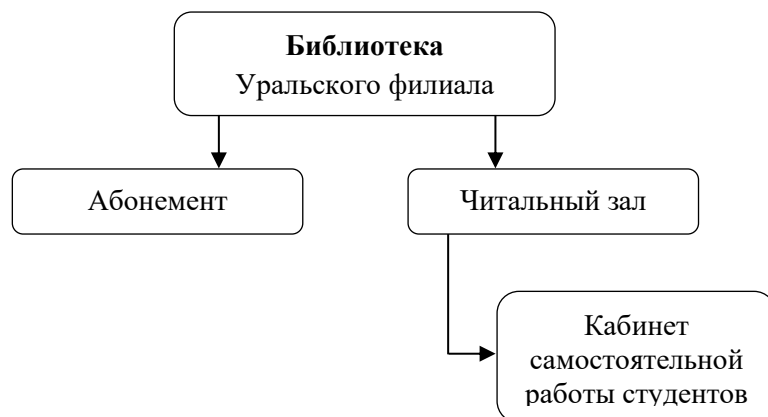 Библиотека
Уральского филиала
Абонемент
Читальный зал
Кабинет
самостоятельной
работы студентов